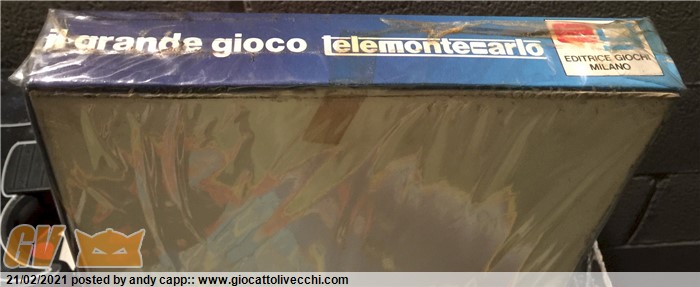 il grande gioco telemontecarlo
EDITRICE GIOCHI
MILANO
GV
21/02/2021 posted by andy capp:: www.giocattolivecchi.com